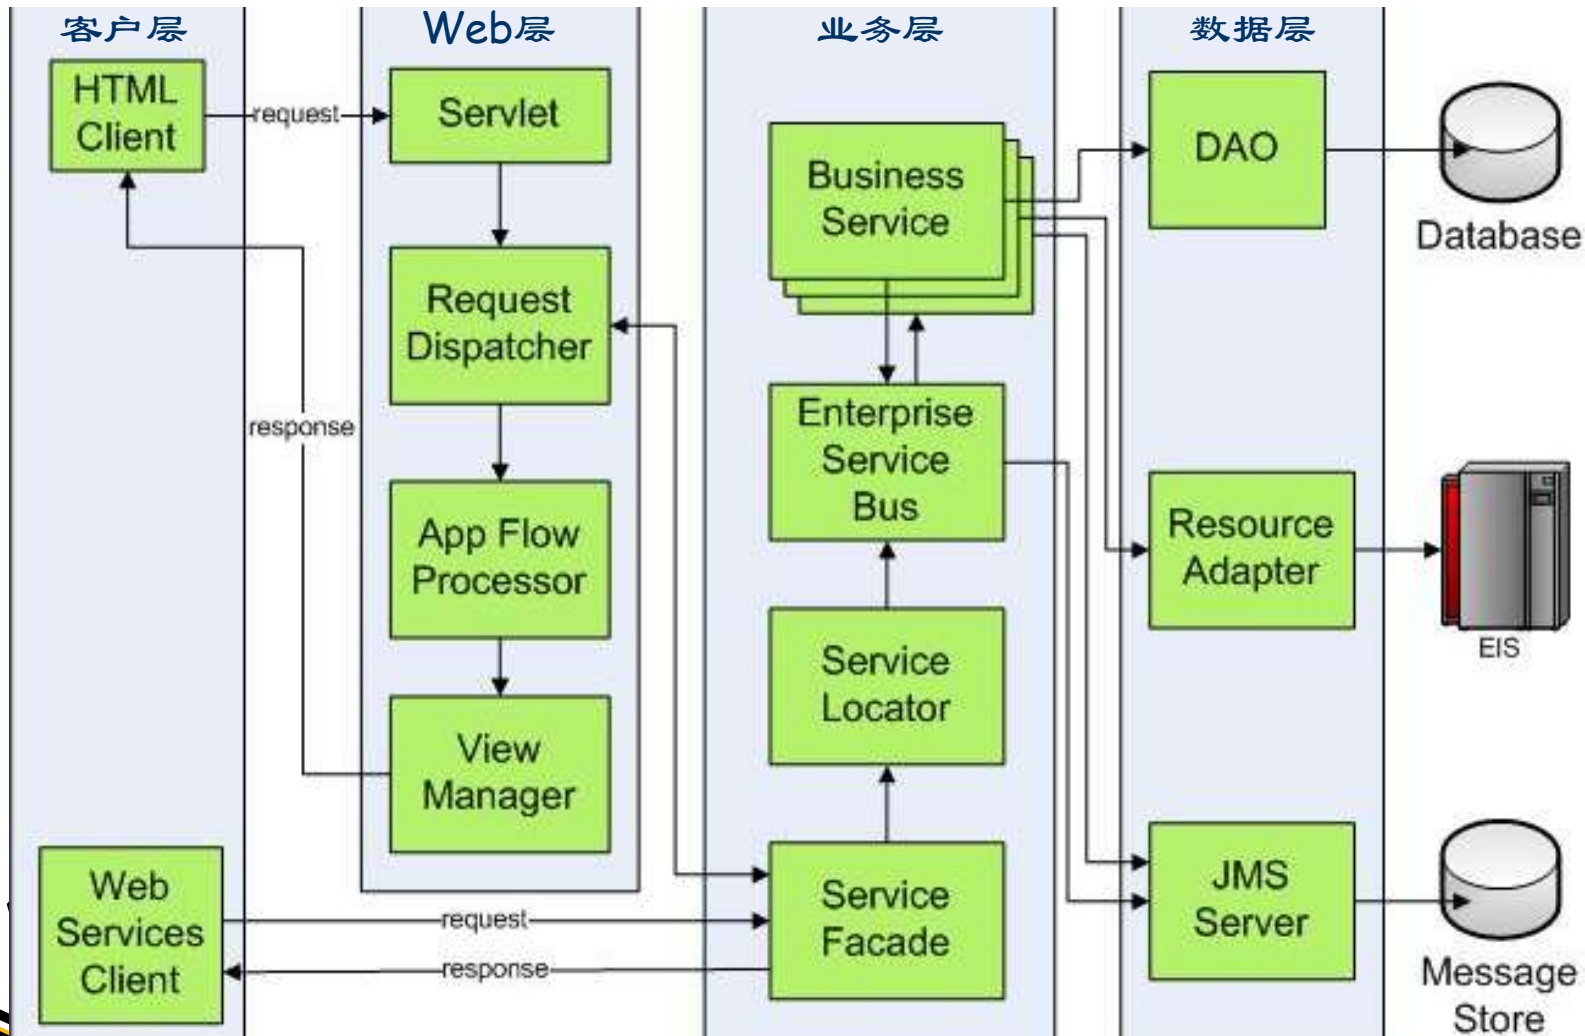 客户层
Web层
业务层
数据层
HTML
Client
request
Servlet
Business
Service
DAO
Database
Request
Dispatcher
response
Enterprise
Service
Bus
App Flow
Processor
Resource
Adapter
EIS
Service
Locator
View
Manager
Web
Services
Client
request
response
Service
Facade
JMS
Server
Message
Store